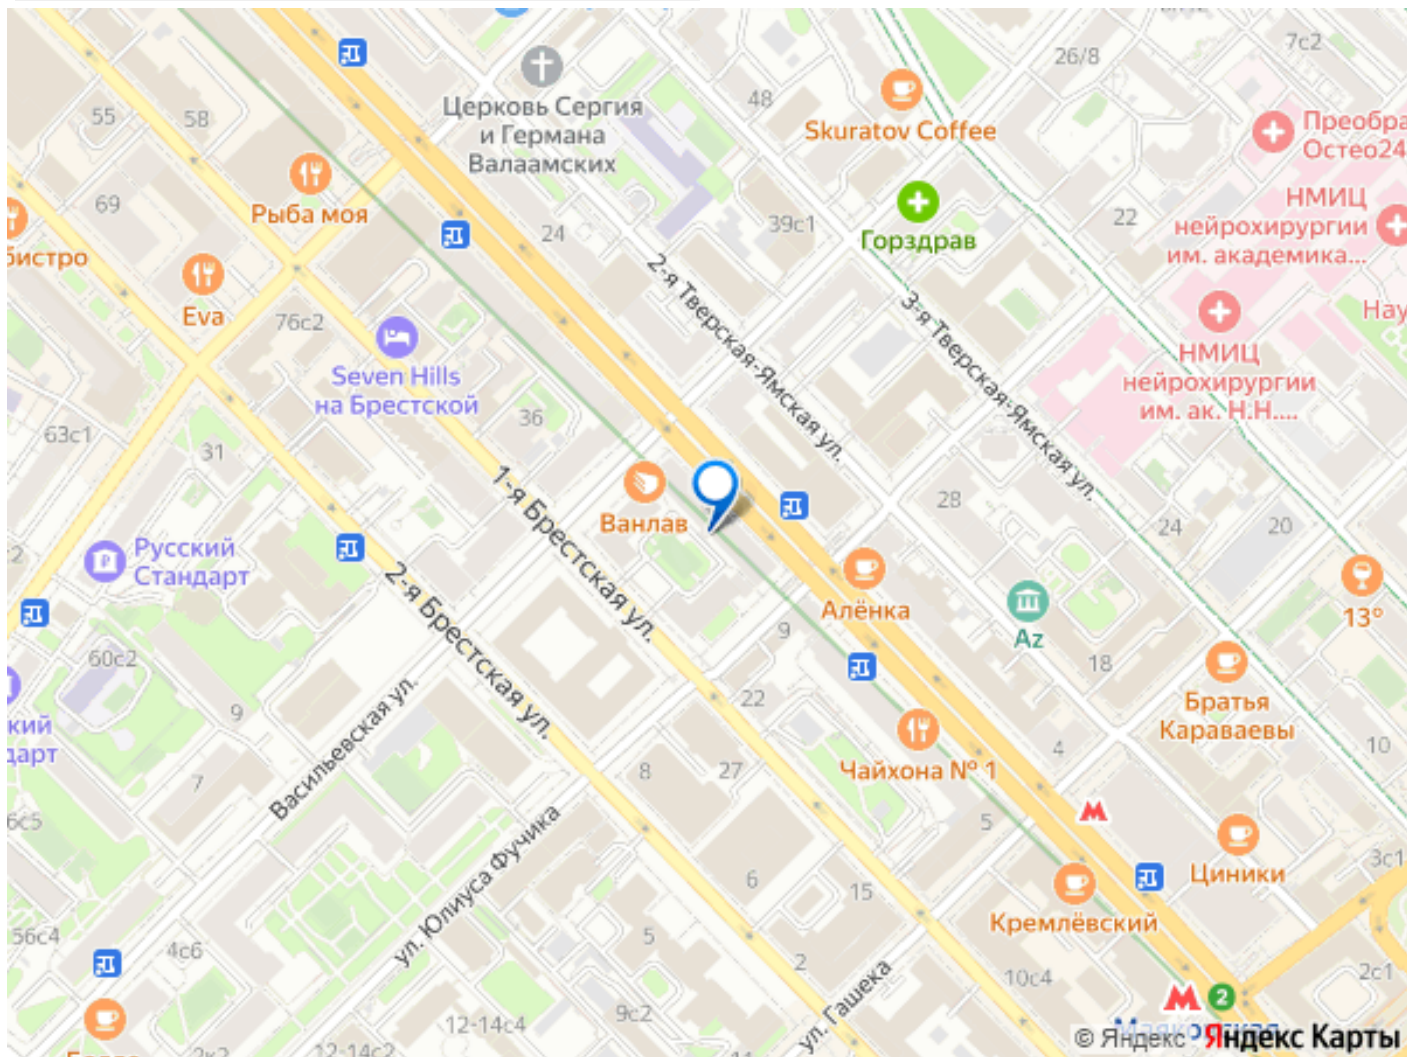 55
58
69
Рыба моя
бистро
Eva
76с2
Церковь Сергия
и Германа
Валаамских
24
48
Skuratov Coffee
26/8
7с2
Преобра
Остео24
НМИЦ
нейрохирургии
им. академика...
22
39с1
Горздрав
Нау
НМИЦ
нейрохирургии
им. ак. Н.Н....
2-я Тверская-Ямская ул.
3-я Тверская-Ямская ул.
Seven Hills
на Брестской
36
63с1
31
Ванлав
1-я Брестская ул.
28
24
20
Русский
Стандарт
2-я Брестская ул.
Алёнка
Az
13°
9
60с2
18
Братья
Караваевы
кий
дарт
9
Васильевская ул.
22
Чайхона № 1
4
10
7
8
27
6с5
5
ул. Юлиуса Фучика
Циники
3с1
6
15
Кремлёвский
56с4
4с6
5
2
10с4
2с1
ул. Гашека
9с2
12-14с4
2
Маяковская
© Яндекс Яндекс Карты
12-14с2